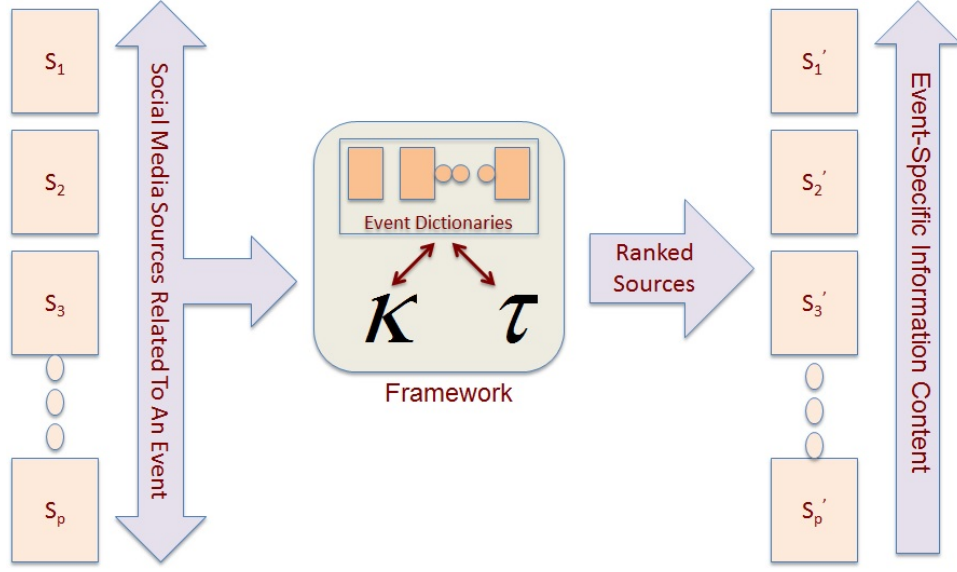 S₁
S₂
S₃
Sₚ
Social Media Sources Related To An Event
Event Dictionaries
κ
τ
Framework
Ranked
Sources
S₁′
S₂′
S₃′
Sₚ′
Event-Specific Information Content